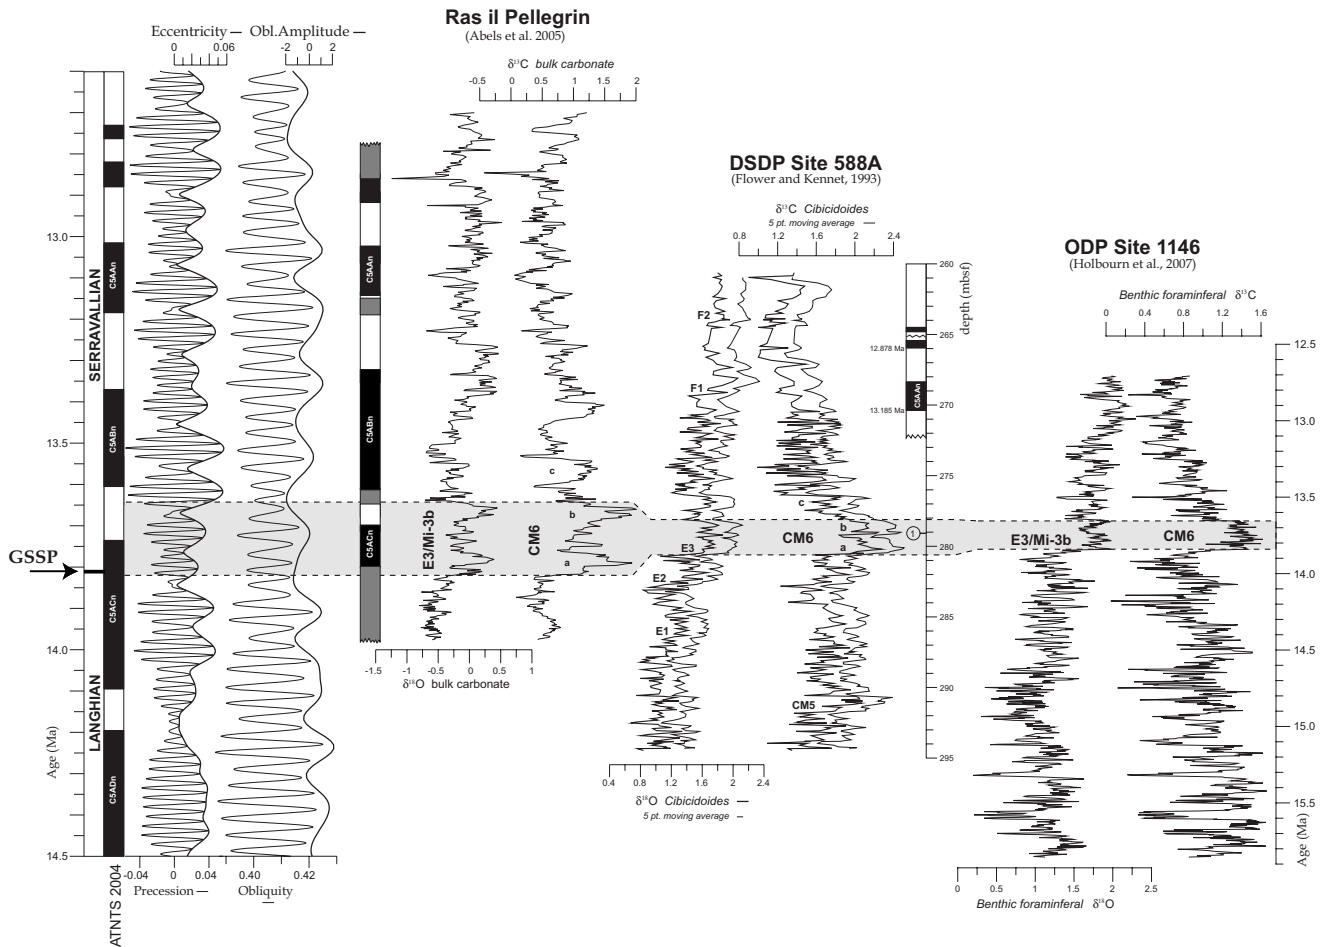 Eccentricity —
0 0.06
Obl.Amplitude —
-2 0 2
Ras il Pellegrin
(Abels et al. 2005)
δ¹³C bulk carbonate
-0.5 0 0.5 1 1.5 2
DSDP Site 588A
(Flower and Kennet, 1993)
δ¹³C Cibicidoides
5 pt. moving average —
0.8 1.2 1.6 2 2.4
ODP Site 1146
(Holbourn et al., 2007)
Benthic foraminferal δ¹³C
0 0.4 0.8 1.2 1.6
GSSP
Age (Ma)
13.0
13.5
14.0
14.5
SERRAVALLIAN
LANGHIAN
C5AAn
C5ABn
C5ACn
C5ADn
ATNTS 2004
-0.04 0 0.04
Precession —
0.40 0.42
Obliquity
—
C5AAn
C5ABn
C5ACn
E3/Mi-3b
CM6
c
b
a
-1.5 -1 -0.5 0 0.5 1
δ¹⁸O bulk carbonate
F2
F1
E3
E2
E1
c
CM6
b
a
CM5
1
0.4 0.8 1.2 1.6 2 2.4
δ¹⁸O Cibicidoides —
5 pt. moving average –
12.878 Ma
13.185 Ma
C5AAn
depth (mbsf)
260
265
270
275
280
285
290
295
E3/Mi-3b
CM6
0 0.5 1 1.5 2 2.5
Benthic foraminferal δ¹⁸O
12.5
13.0
13.5
14.0
14.5
15.0
15.5
Age (Ma)